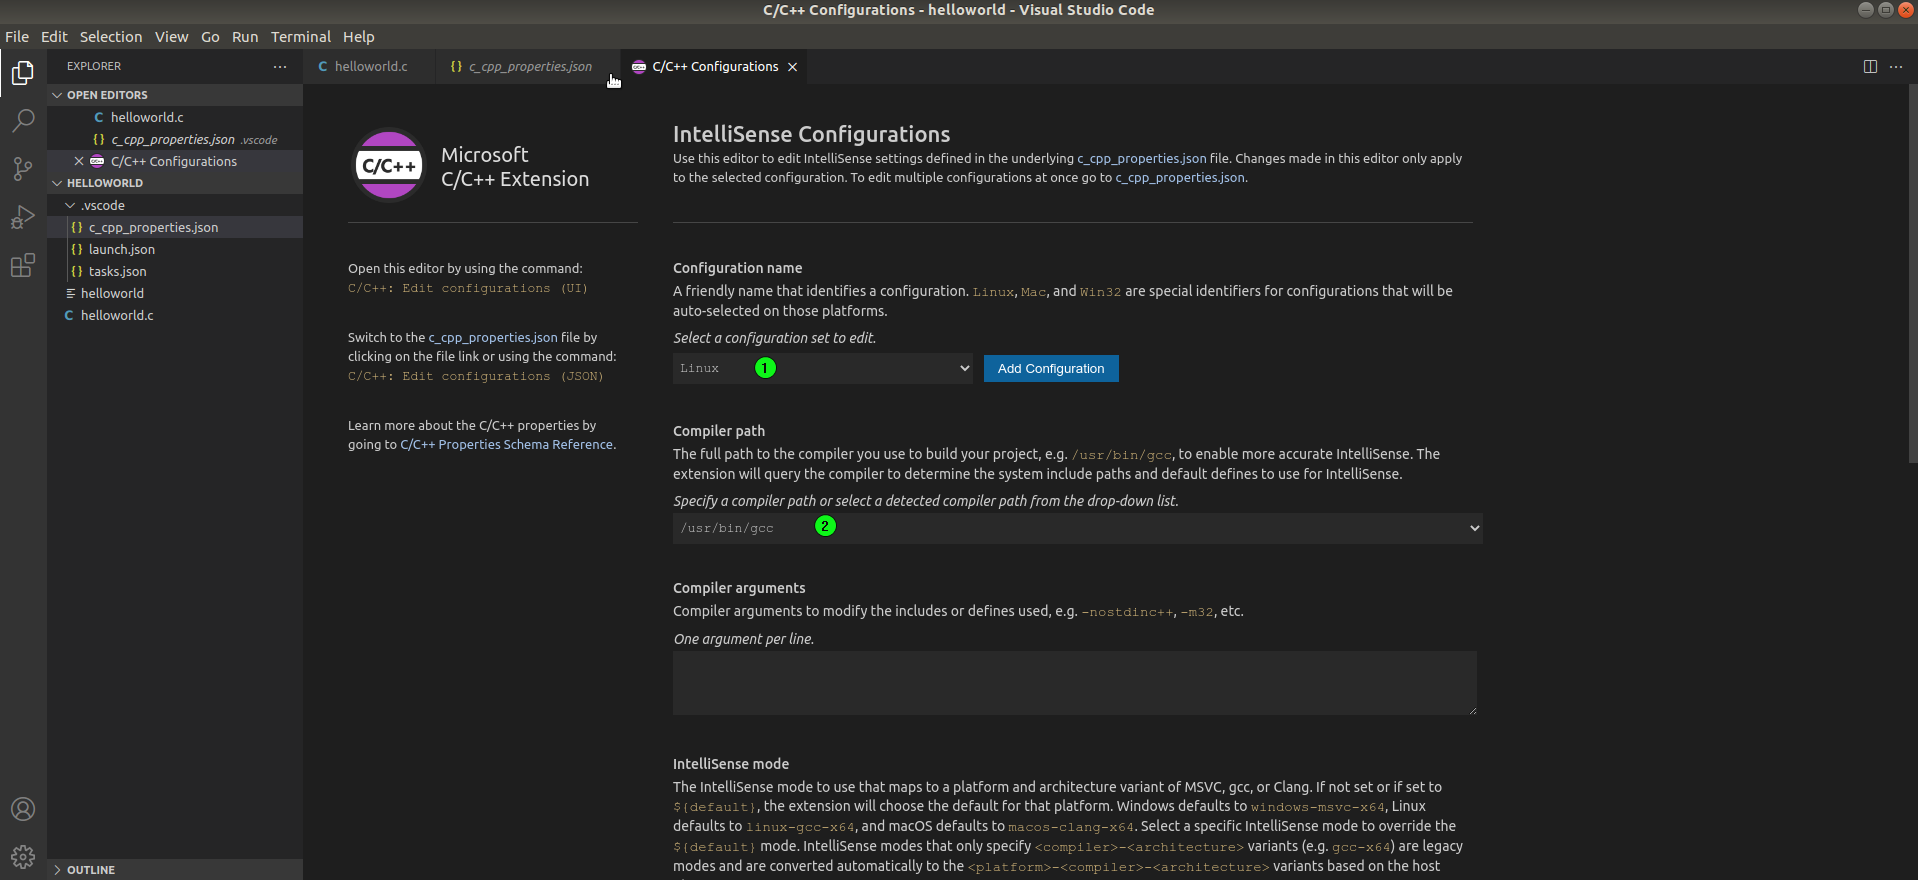 C/C++ Configurations - helloworld - Visual Studio Code
File Edit Selection View Go Run Terminal Help
EXPLORER
OPEN EDITORS
helloworld.c
c_cpp_properties.json .vscode
C/C++ Configurations
HELLOWORLD
.vscode
c_cpp_properties.json
launch.json
tasks.json
helloworld
helloworld.c
OUTLINE
helloworld.c
c_cpp_properties.json
C/C++ Configurations
C/C++
Microsoft
C/C++ Extension
Open this editor by using the command:
C/C++: Edit configurations (UI)
Switch to the c_cpp_properties.json file by
clicking on the file link or using the command:
C/C++: Edit configurations (JSON)
Learn more about the C/C++ properties by
going to C/C++ Properties Schema Reference.
IntelliSense Configurations
Use this editor to edit IntelliSense settings defined in the underlying c_cpp_properties.json file. Changes made in this editor only apply
to the selected configuration. To edit multiple configurations at once go to c_cpp_properties.json.
Configuration name
A friendly name that identifies a configuration. Linux, Mac, and Win32 are special identifiers for configurations that will be
auto-selected on those platforms.
Select a configuration set to edit.
Linux 1 Add Configuration
Compiler path
The full path to the compiler you use to build your project, e.g. /usr/bin/gcc, to enable more accurate IntelliSense. The
extension will query the compiler to determine the system include paths and default defines to use for IntelliSense.
Specify a compiler path or select a detected compiler path from the drop-down list.
/usr/bin/gcc 2
Compiler arguments
Compiler arguments to modify the includes or defines used, e.g. -nostdinc++, -m32, etc.
One argument per line.
IntelliSense mode
The IntelliSense mode to use that maps to a platform and architecture variant of MSVC, gcc, or Clang. If not set or if set to
${default}, the extension will choose the default for that platform. Windows defaults to windows-msvc-x64, Linux
defaults to linux-gcc-x64, and macOS defaults to macos-clang-x64. Select a specific IntelliSense mode to override the
${default} mode. IntelliSense modes that only specify <compiler>-<architecture> variants (e.g. gcc-x64) are legacy
modes and are converted automatically to the <platform>-<compiler>-<architecture> variants based on the host